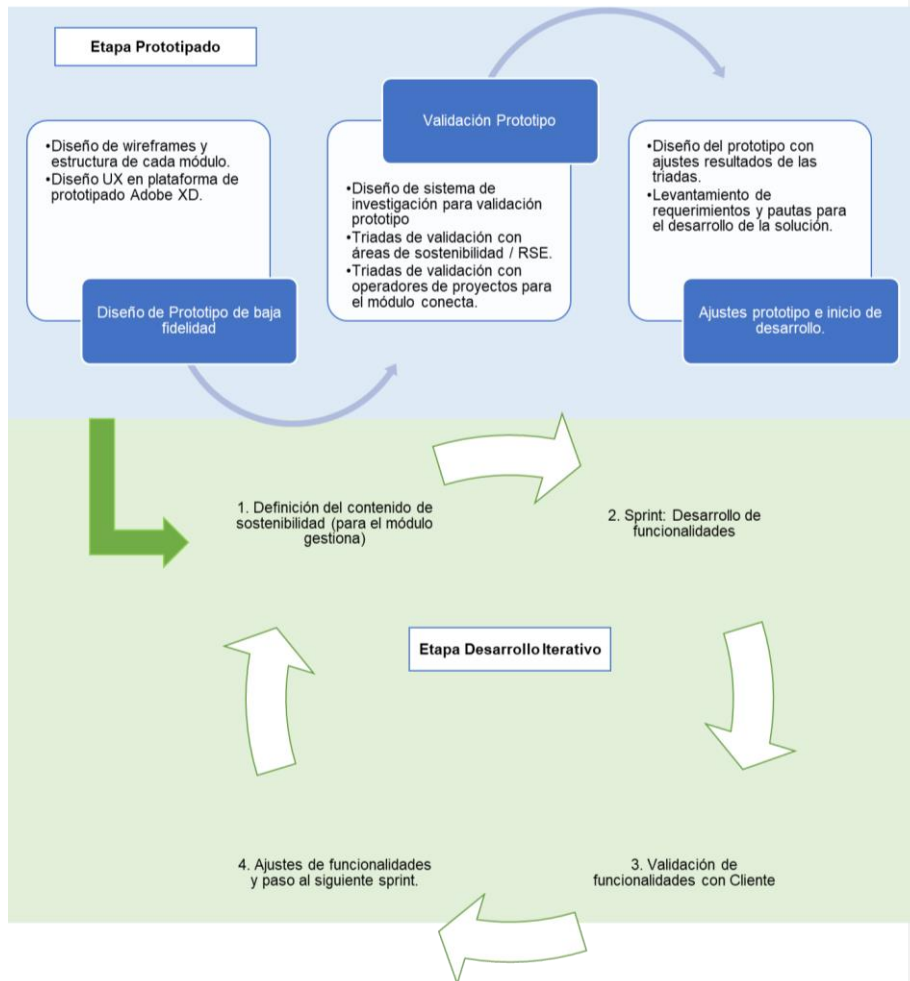 Etapa Prototipado
•Diseño de wireframes y
estructura de cada módulo.
•Diseño UX en plataforma de
prototipado Adobe XD.
Diseño de Prototipo de baja
fidelidad
Validación Prototipo
•Diseño de sistema de
investigación para validación
prototipo
•Triadas de validación con
áreas de sostenibilidad / RSE.
•Triadas de validación con
operadores de proyectos para
el módulo conecta.
•Diseño del prototipo con
ajustes resultados de las
triadas.
•Levantamiento de
requerimientos y pautas para
el desarrollo de la solución.
Ajustes prototipo e inicio de
desarrollo.
1. Definición del contenido de
sostenibilidad (para el módulo
gestiona)
2. Sprint: Desarrollo de
funcionalidades
Etapa Desarrollo Iterativo
3. Validación de
funcionalidades con Cliente
4. Ajustes de funcionalidades
y paso al siguiente sprint.